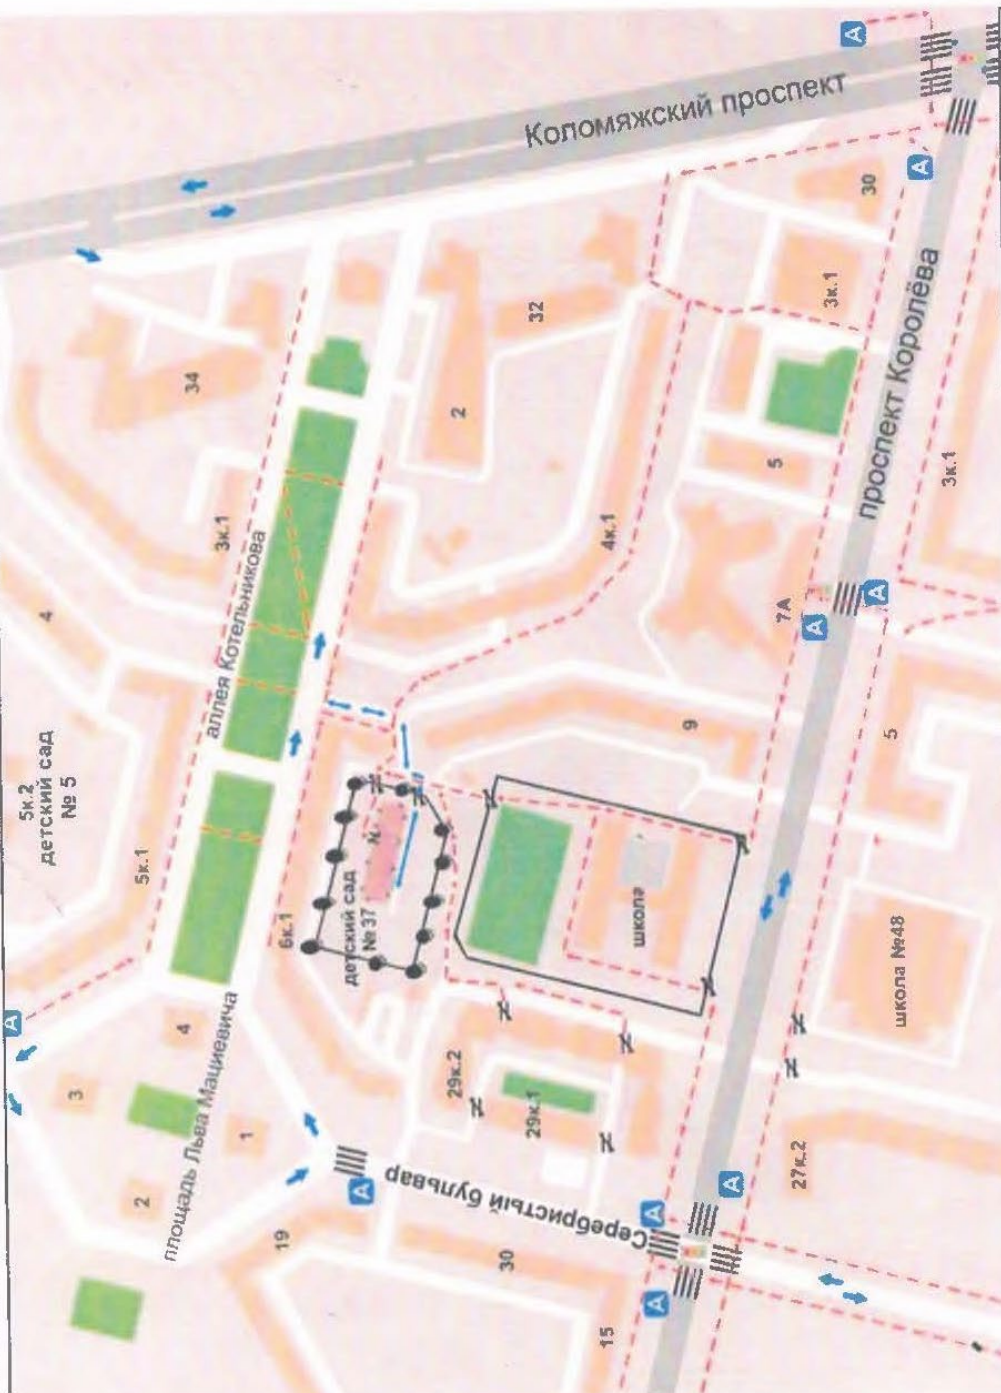 5к.2
детский сад
№ 5
4
5к.1
3к.1
34
аллея Котельникова
Коломяжский проспект
А
А
А
3
4
2
1
площадь Льва Мациевича
19
6к.1
детский сад
№ 37
2
32
4к.1
3к.1
30
А
Серебристый бульвар
29к.2
29к.1
школа
9
7А
5
проспект Королёва
А
А
А
А
А
30
15
27к.2
школа №48
5
3к.1